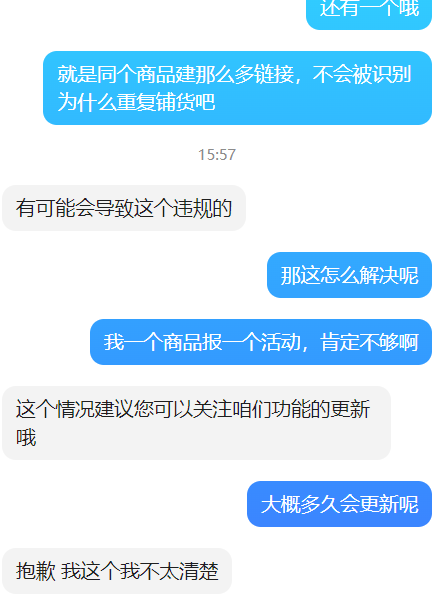 还有一个哦
就是同个商品建那么多链接，不会被识别
为什么重复铺货吧
15:57
有可能会导致这个违规的
那这怎么解决呢
我一个商品报一个活动，肯定不够啊
这个情况建议您可以关注咱们功能的更新
哦
大概多久会更新呢
抱歉 我这个我不太清楚